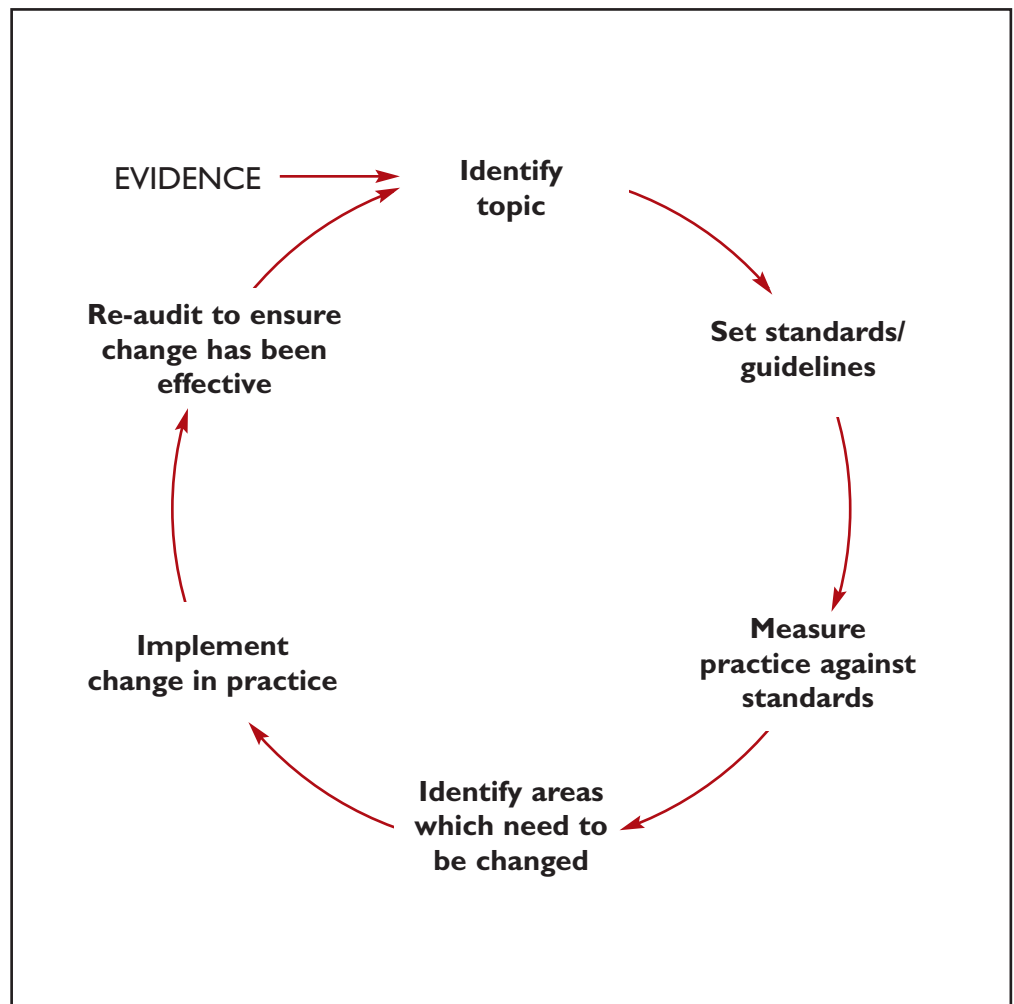 EVIDENCE
Identify
topic
Set standards/
guidelines
Measure
practice against
standards
Identify areas
which need to
be changed
Implement
change in practice
Re-audit to ensure
change has been
effective